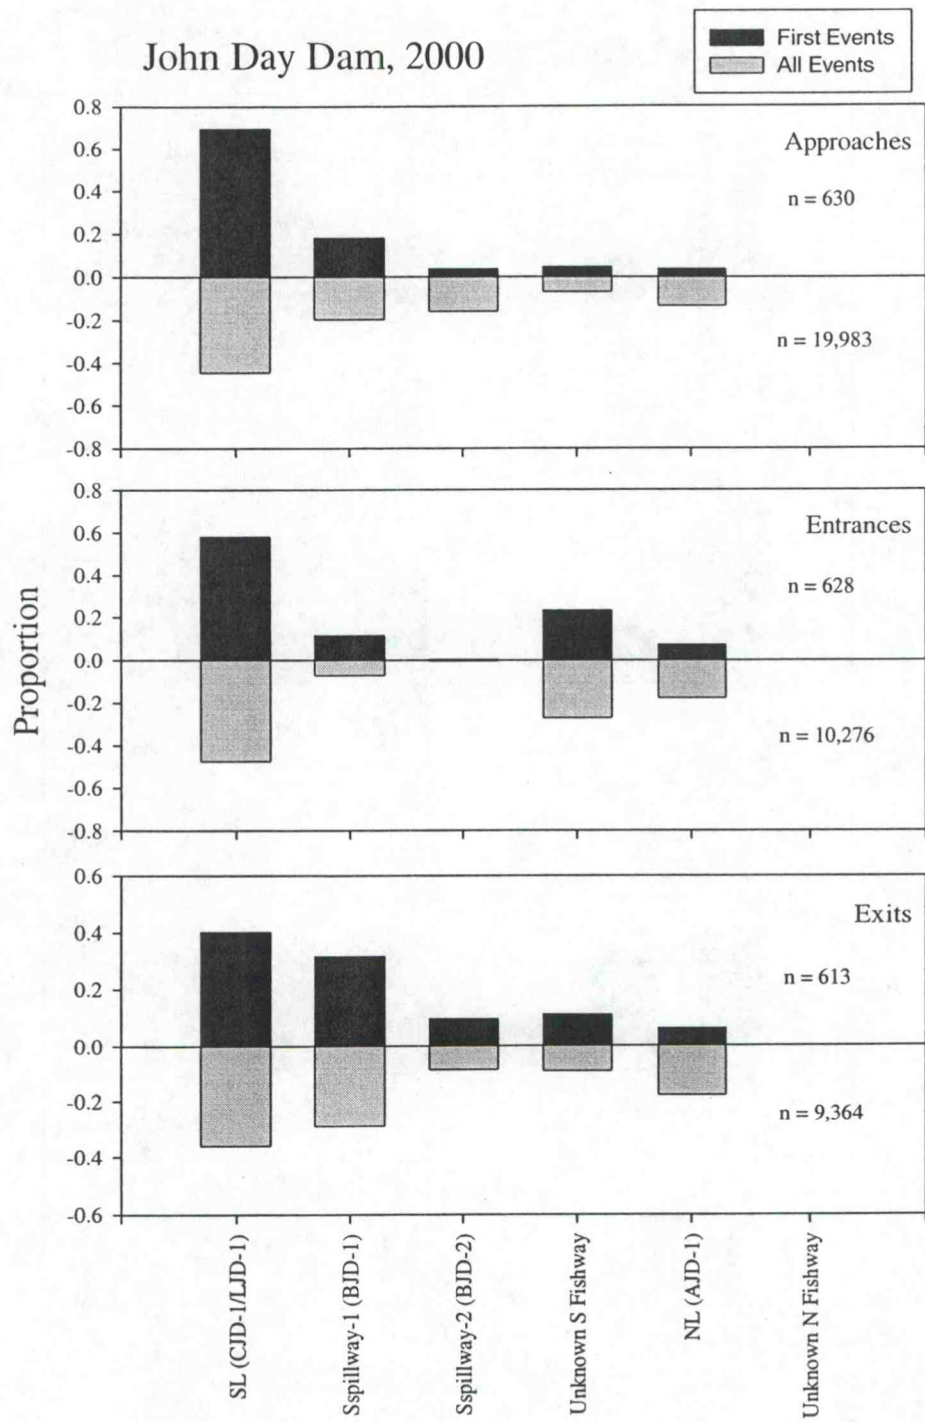 John Day Dam, 2000
First Events
All Events
0.8
0.6
0.4
0.2
0.0
-0.2
-0.4
-0.6
-0.8
Approaches
n = 630
n = 19,983
0.8
0.6
0.4
0.2
0.0
-0.2
-0.4
-0.6
-0.8
Entrances
n = 628
n = 10,276
Proportion
0.6
0.4
0.2
0.0
-0.2
-0.4
-0.6
Exits
n = 613
n = 9,364
SL (CJD-1/LJD-1)
Sspillway-1 (BJD-1)
Sspillway-2 (BJD-2)
Unknown S Fishway
NL (AJD-1)
Unknown N Fishway